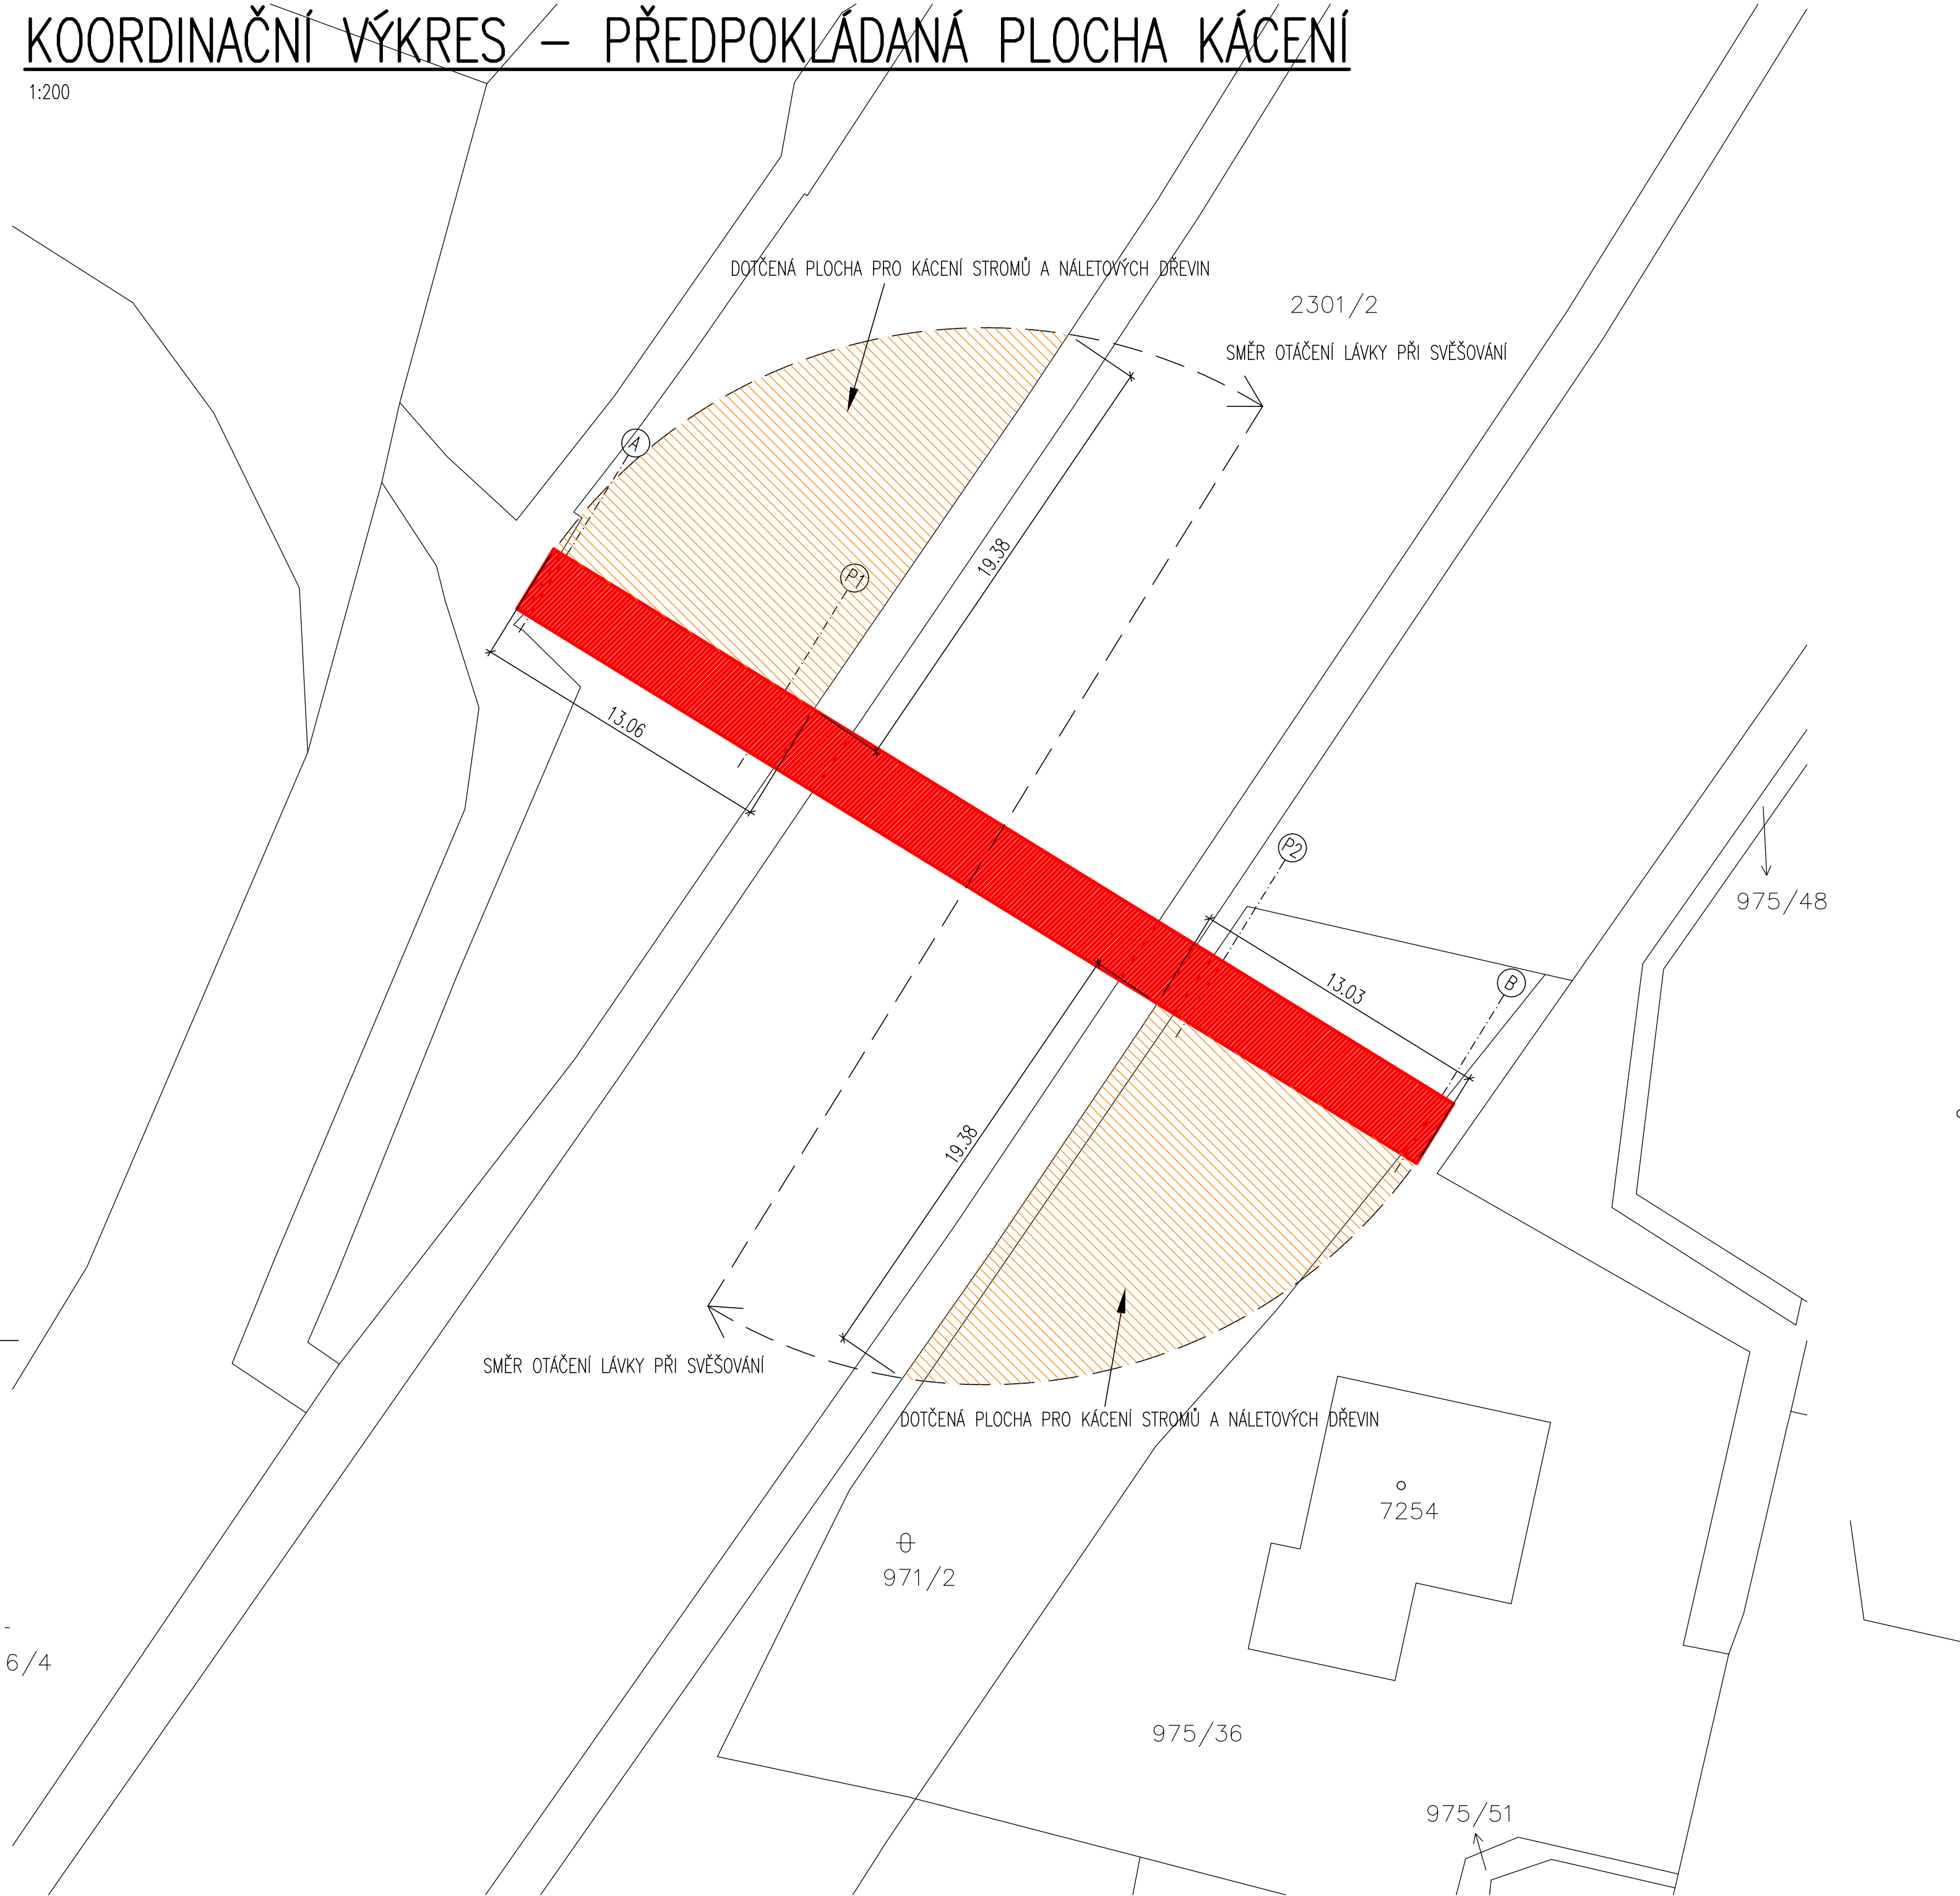 KOORDINAČNÍ VÝKRES – PŘEDPOKLÁDANÁ PLOCHA KÁCENÍ
1:200
DOTČENÁ PLOCHA PRO KÁCENÍ STROMŮ A NÁLETOVÝCH DŘEVIN
2301/2
SMĚR OTÁČENÍ LÁVKY PŘI SVĚŠOVÁNÍ
A
19.38
P1
13.06
P2
975/48
B
13.03
19.38
SMĚR OTÁČENÍ LÁVKY PŘI SVĚŠOVÁNÍ
DOTČENÁ PLOCHA PRO KÁCENÍ STROMŮ A NÁLETOVÝCH DŘEVIN
7254
971/2
6/4
975/36
975/51